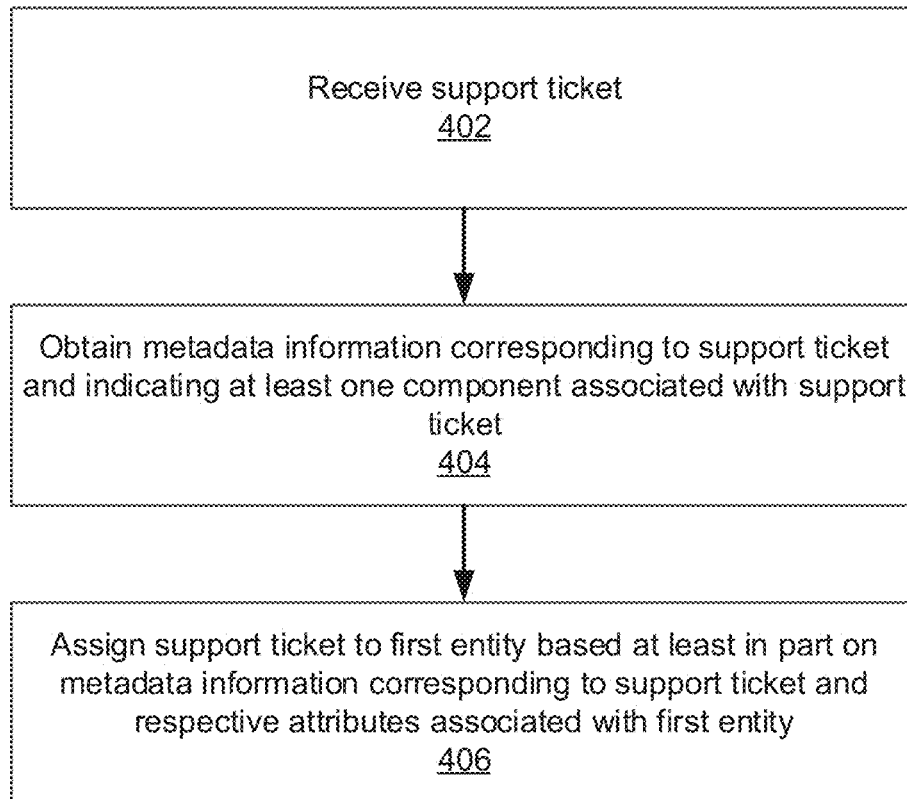 Receive support ticket
402
Obtain metadata information corresponding to support ticket
and indicating at least one component associated with support
ticket
404
Assign support ticket to first entity based at least in part on
metadata information corresponding to support ticket and
respective attributes associated with first entity
406